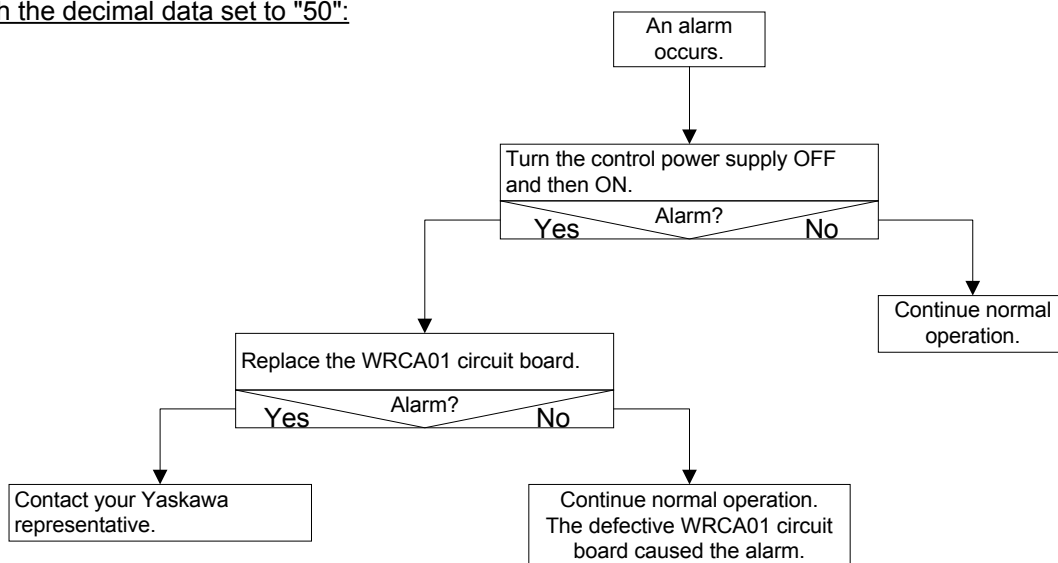 the decimal data set to "50":
An alarm
occurs.
Turn the control power supply OFF
and then ON.
Alarm?
Yes
No
Continue normal
operation.
Replace the WRCA01 circuit board.
Alarm?
Yes
No
Contact your Yaskawa
representative.
Continue normal operation.
The defective WRCA01 circuit
board caused the alarm.